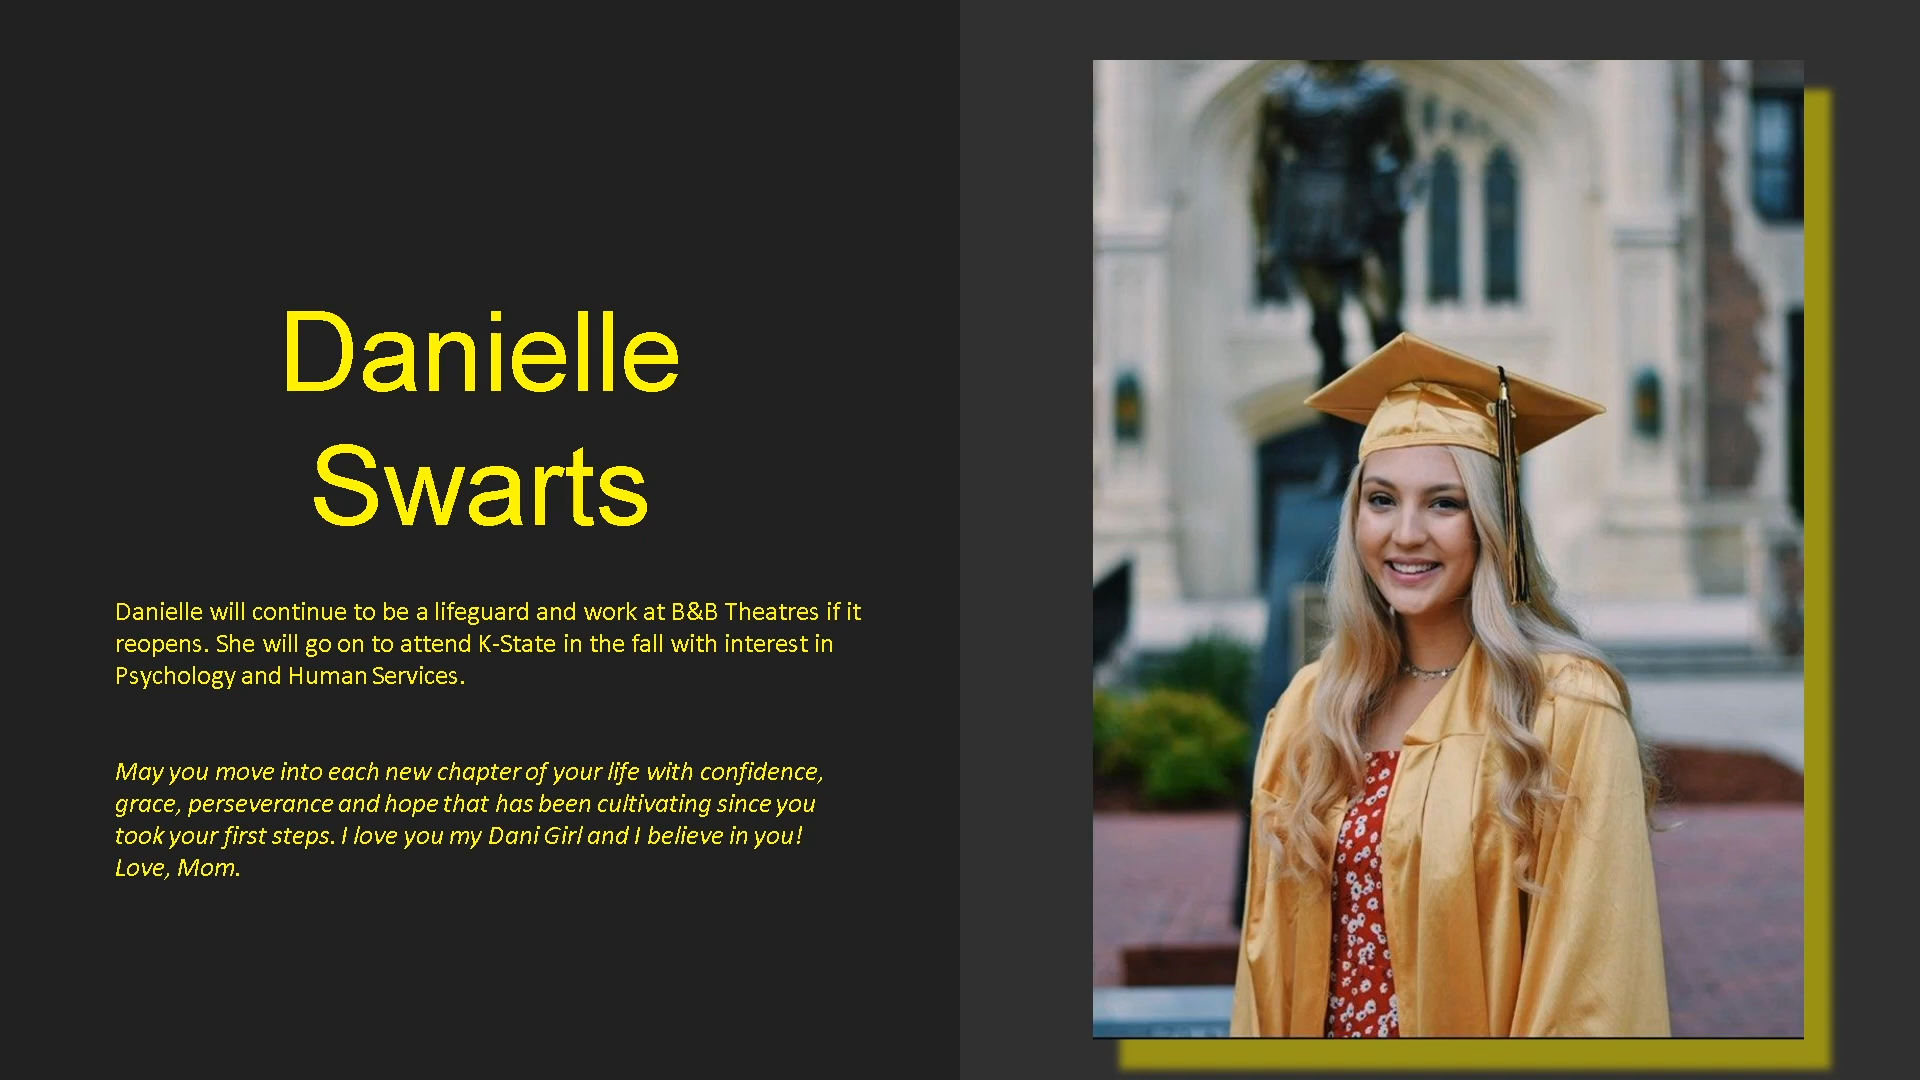 Danielle
Swarts
Danielle will continue to be a lifeguard and work at B&B Theatres if it
reopens. She will go on to attend K-State in the fall with interest in
Psychology and Human Services.
May you move into each new chapter of your life with confidence,
grace, perseverance and hope that has been cultivating since you
took your first steps. I love you my Dani Girl and I believe in you!
Love, Mom.